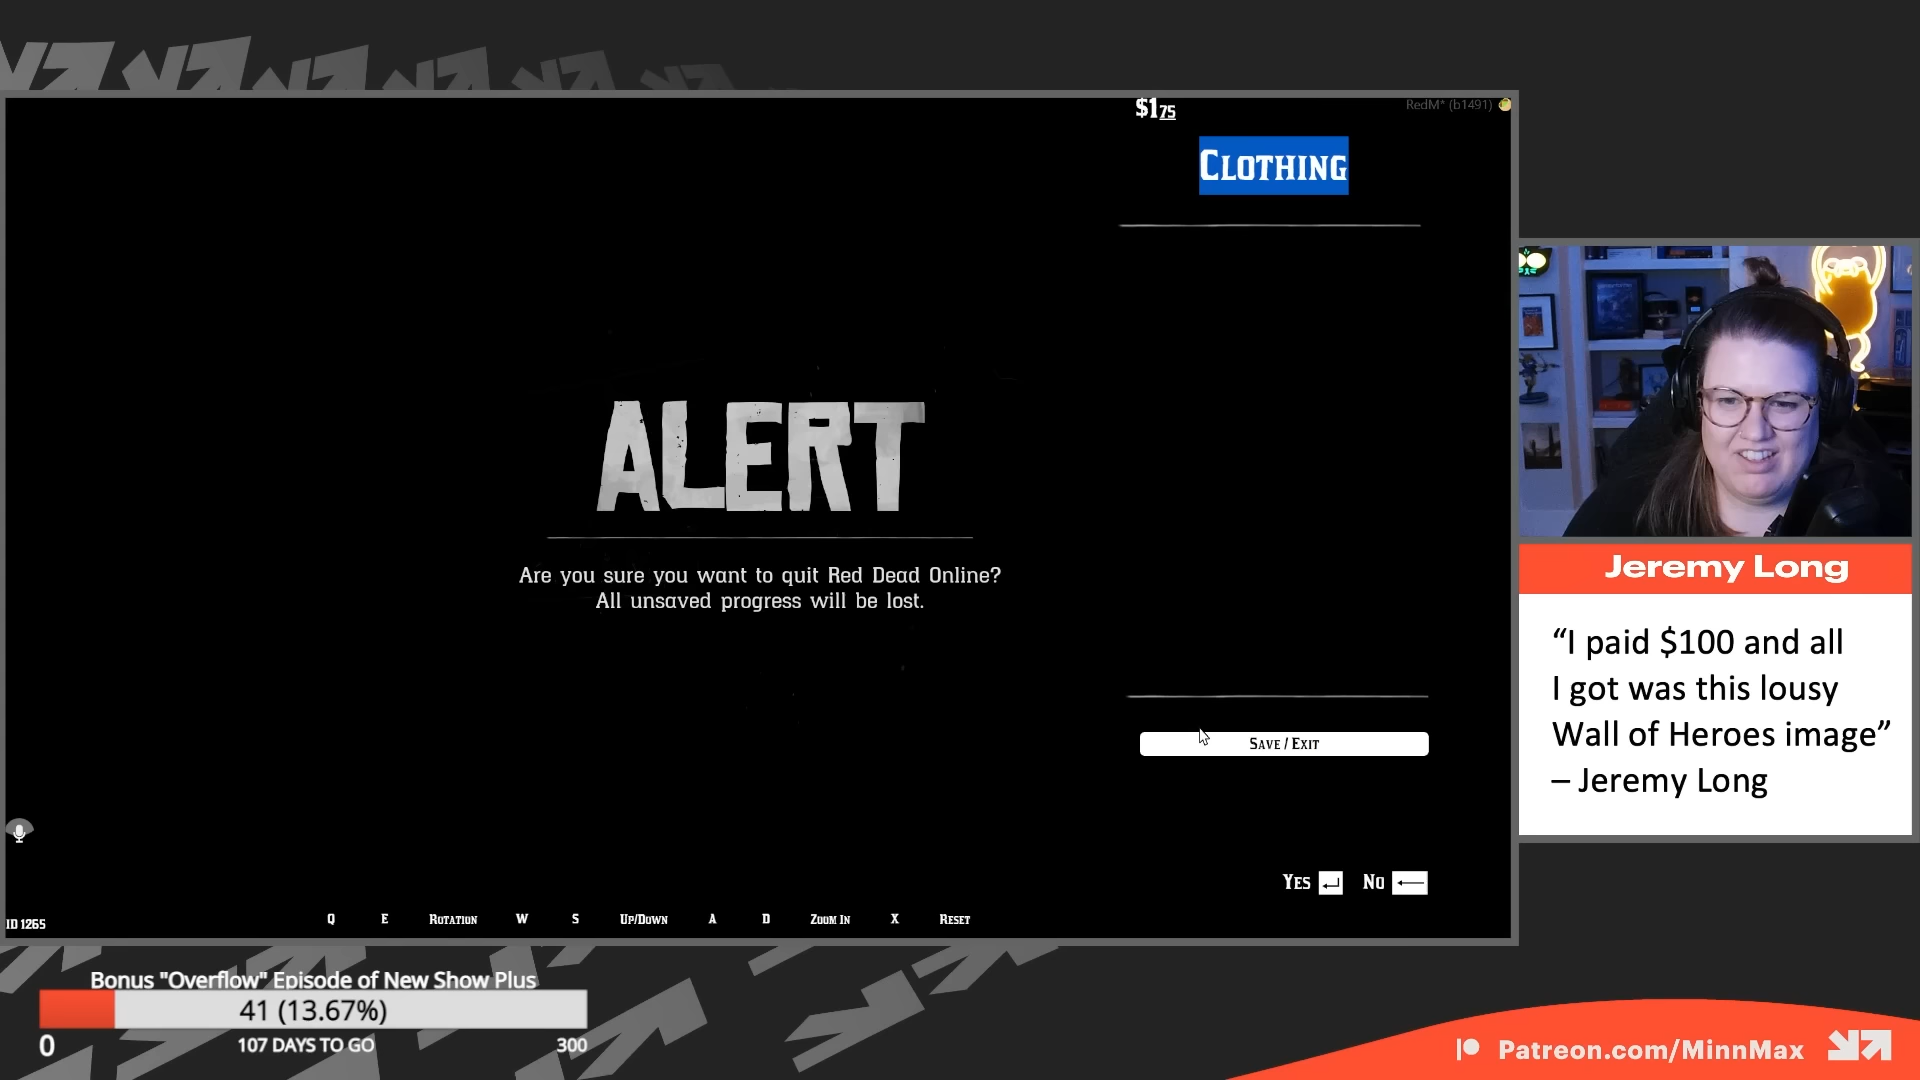 $1 75
RedM* (b1491)
CLOTHING
ALERT
Are you sure you want to quit Red Dead Online?
All unsaved progress will be lost.
SAVE / EXIT
YES NO
ID 1265
Q E ROTATION W S UP/DOWN A D ZOOM IN X RESET
Jeremy Long
“I paid $100 and all
I got was this lousy
Wall of Heroes image”
– Jeremy Long
Bonus "Overflow" Episode of New Show Plus
41 (13.67%)
0 107 DAYS TO GO 300
Patreon.com/MinnMax